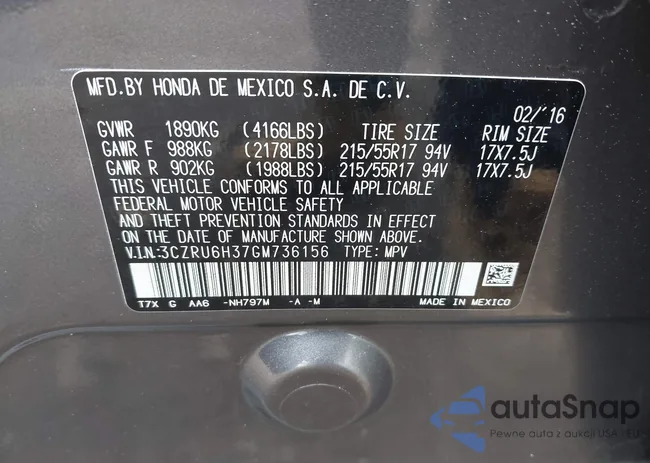 MFD.BY HONDA DE MEXICO S.A. DE C.V.
02/'16
GVWR 1890KG (4166LBS) TIRE SIZE RIM SIZE
GAWR F 988KG (2178LBS) 215/55R17 94V 17X7.5J
GAWR R 902KG (1988LBS) 215/55R17 94V 17X7.5J
THIS VEHICLE CONFORMS TO ALL APPLICABLE
FEDERAL MOTOR VEHICLE SAFETY
AND THEFT PREVENTION STANDARDS IN EFFECT
ON DATE OF MANUFACTURE SHOWN ABOVE.
V.I.N:3CZRU6H37GM736156 TYPE: MPV
T7X G AA6 -NH797M -A -M MADE IN MEXICO
autaSnap
Pewne auta z aukcji USA i EU